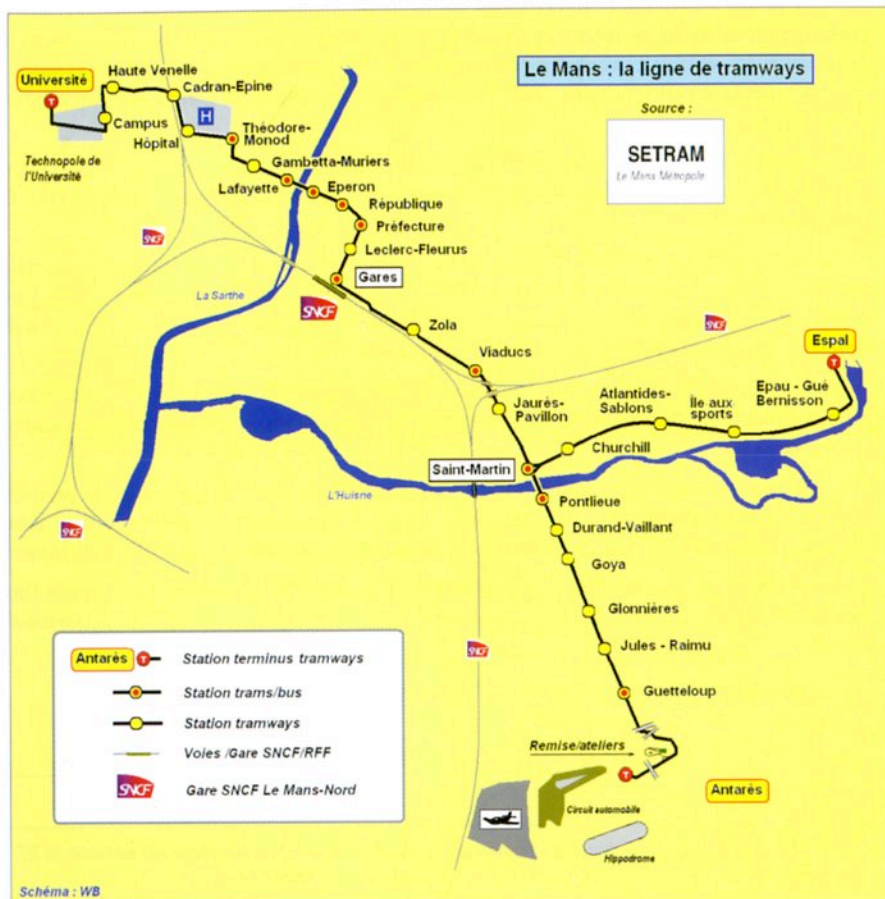 Le Mans : la ligne de tramways
Source :
SETRAM
Le Mans Métropole
Université
T
Haute Venelle
Cadran-Epine
Campus
H
Hôpital
Théodore-
Monod
Technopole de
l'Université
Gambetta-Muriers
Lafayette
Eperon
République
Préfecture
SNCF
Leclerc-Fleurus
Gares
La Sarthe
SNCF
Zola
SNCF
Viaducs
Espal
T
Jaurès-
Pavillon
Atlantides-
Sablons
Île aux
sports
Epau - Gué
Bernisson
Churchill
Saint-Martin
L'Huisne
Pontlieue
SNCF
Durand-Vaillant
Goya
Glonnières
SNCF
Jules - Raimu
Guetteloup
Remise/ateliers
T
Antarès
Circuit automobile
Hippodrome
Antarès
T
Station terminus tramways
Station trams/bus
Station tramways
Voies /Gare SNCF/RFF
SNCF
Gare SNCF Le Mans-Nord
Schéma : WB